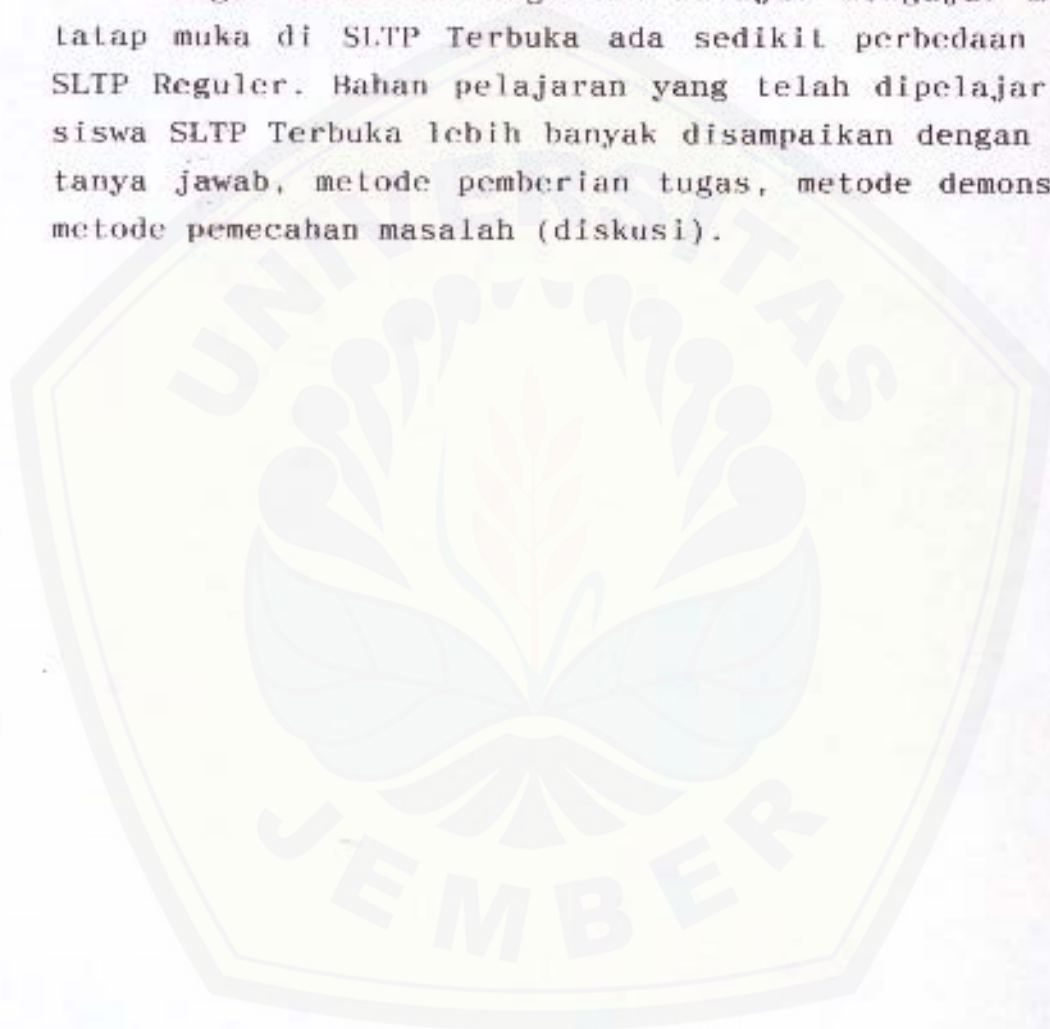 tatap muka di SLTP Terbuka ada sedikit perbedaan
SLTP Reguler. Bahan pelajaran yang telah dipelajar
siswa SLTP Terbuka lebih banyak disampaikan dengan
tanya jawab, metode pemberian tugas, metode demons
metode pemecahan masalah (diskusi).
UNIVERSITAS
JEMBER